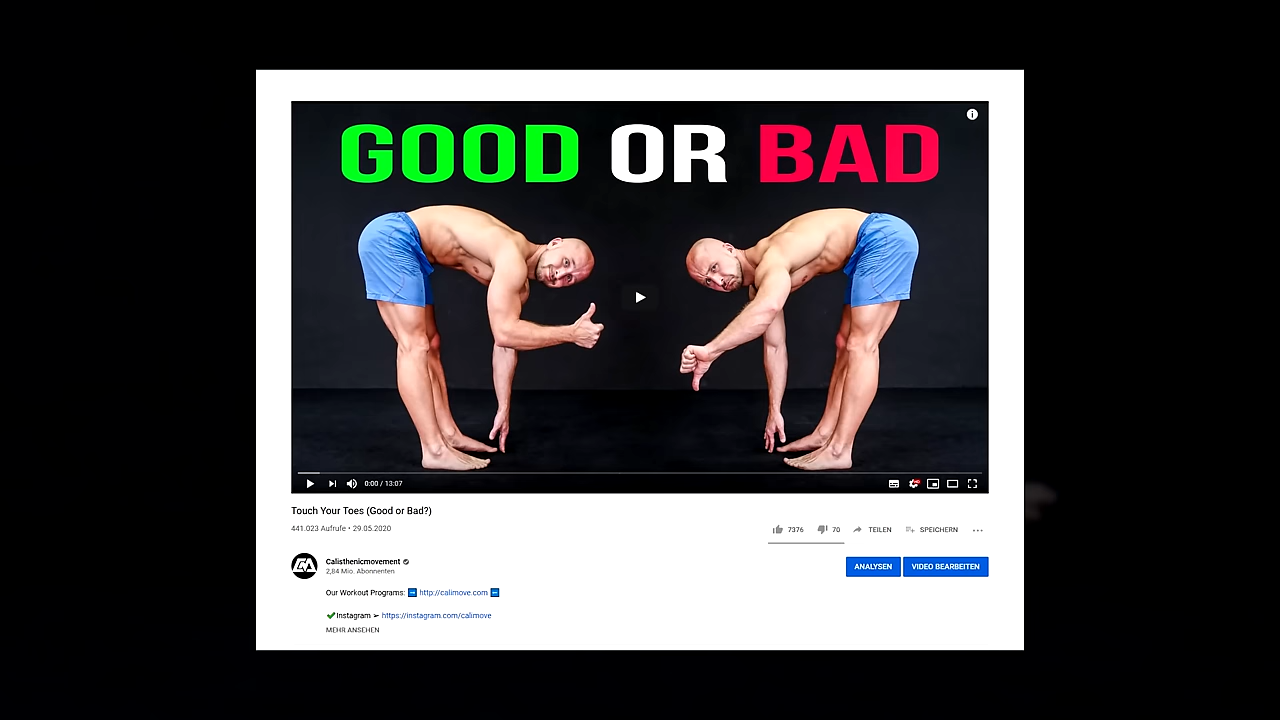 GOOD OR BAD
0:00 / 13:07
Touch Your Toes (Good or Bad?)
441.023 Aufrufe • 29.05.2020
7376 70 TEILEN SPEICHERN
Calisthenicmovement
2,84 Mio. Abonnenten
ANALYSEN VIDEO BEARBEITEN
Our Workout Programs: ➡ http://calimove.com ⬅
✔Instagram ➢ https://instagram.com/calimove
MEHR ANSEHEN